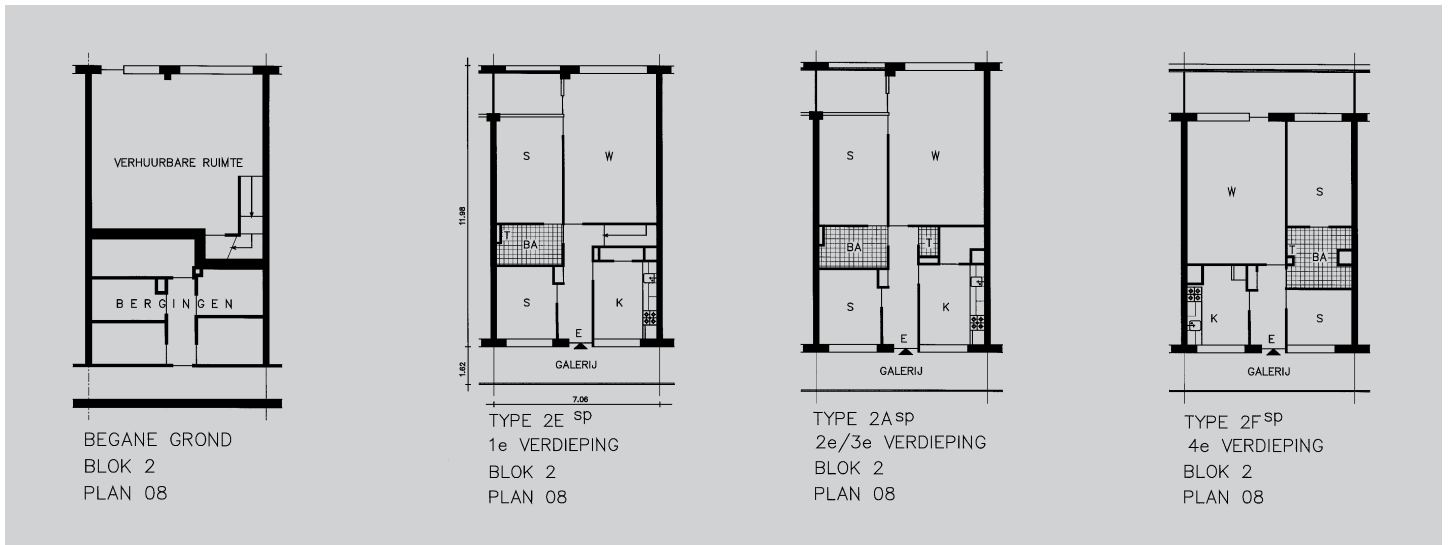 VERHUURBARE RUIMTE
BERGINGEN
BEGANE GROND
BLOK 2
PLAN 08
11.98
1.62
S
W
T
BA
S
K
E
GALERIJ
7.06
TYPE 2E sp
1e VERDIEPING
BLOK 2
PLAN 08
S
W
BA
T
S
K
E
GALERIJ
TYPE 2A sp
2e/3e VERDIEPING
BLOK 2
PLAN 08
W
S
T
BA
K
S
E
GALERIJ
TYPE 2F sp
4e VERDIEPING
BLOK 2
PLAN 08